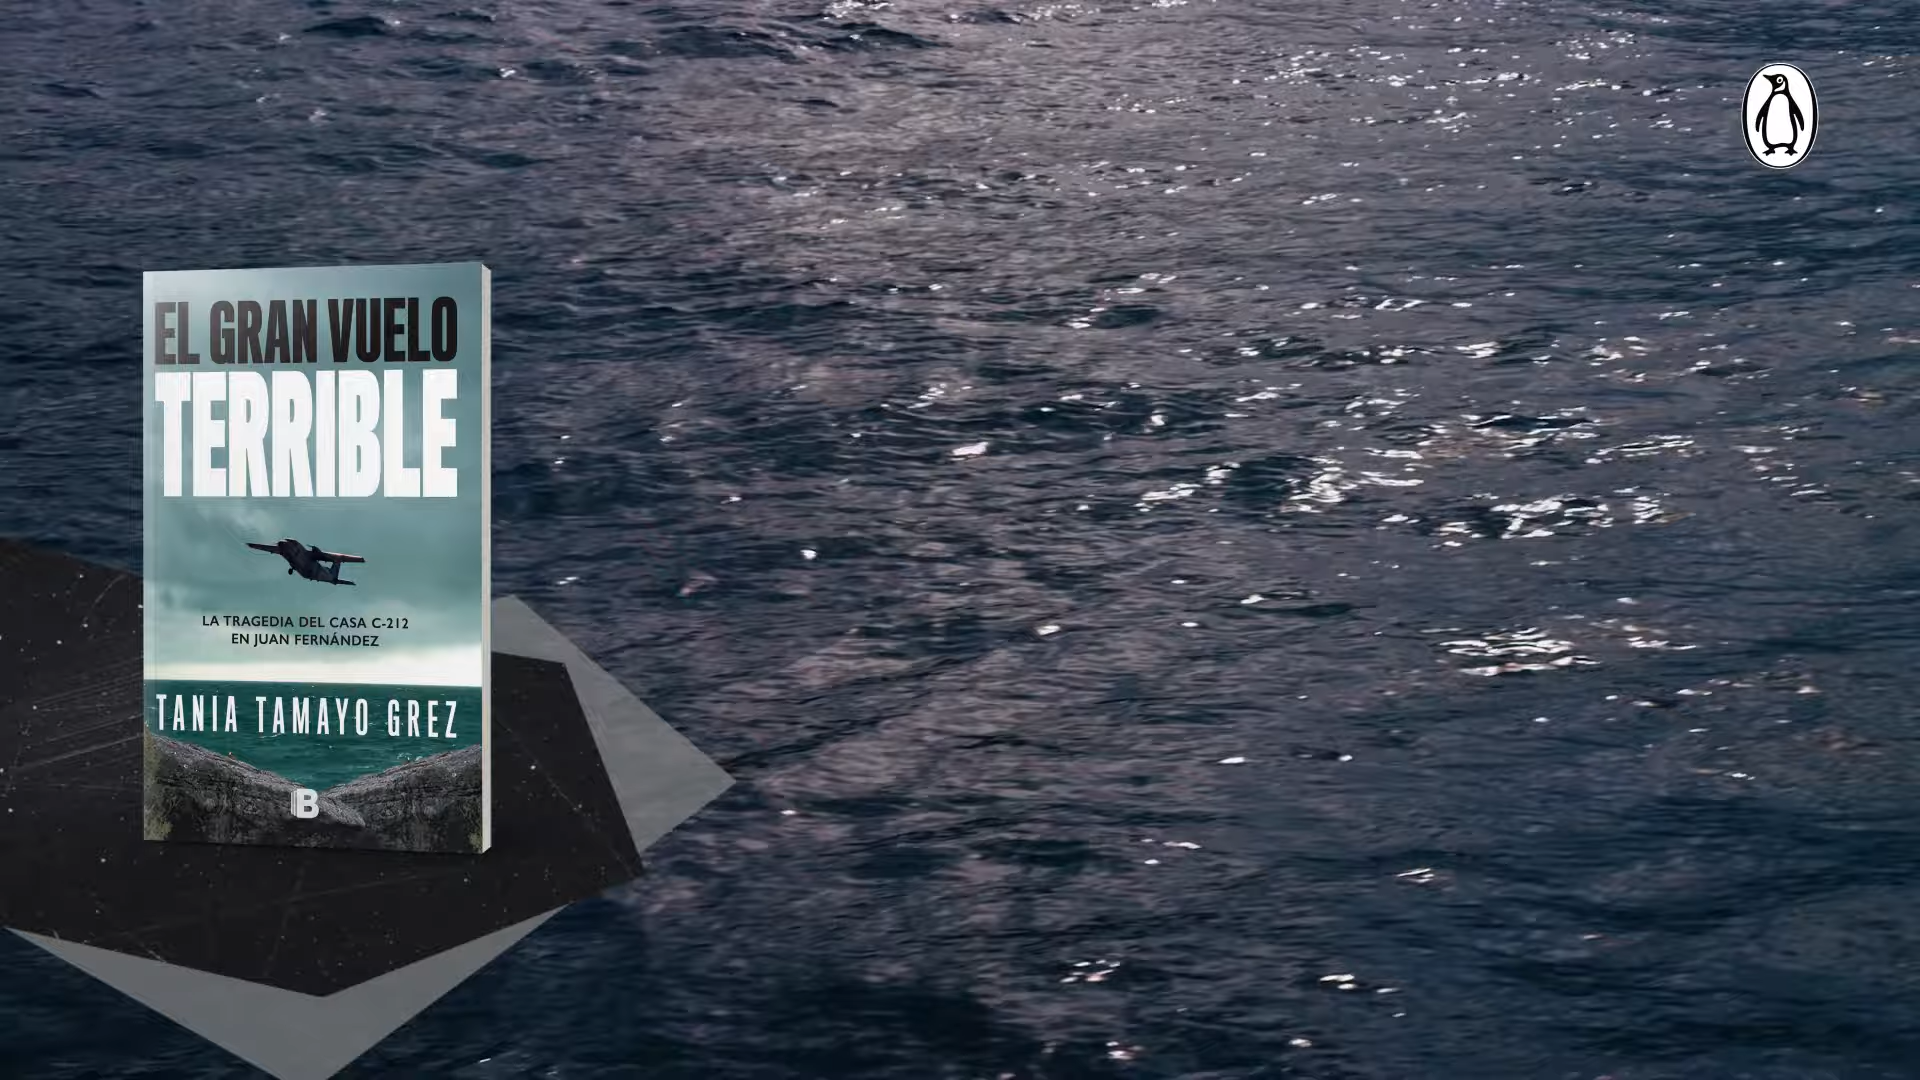 EL GRAN VUELO
TERRIBLE
LA TRAGEDIA DEL CASA C-212
EN JUAN FERNÁNDEZ
TANIA TAMAYO GREZ
B